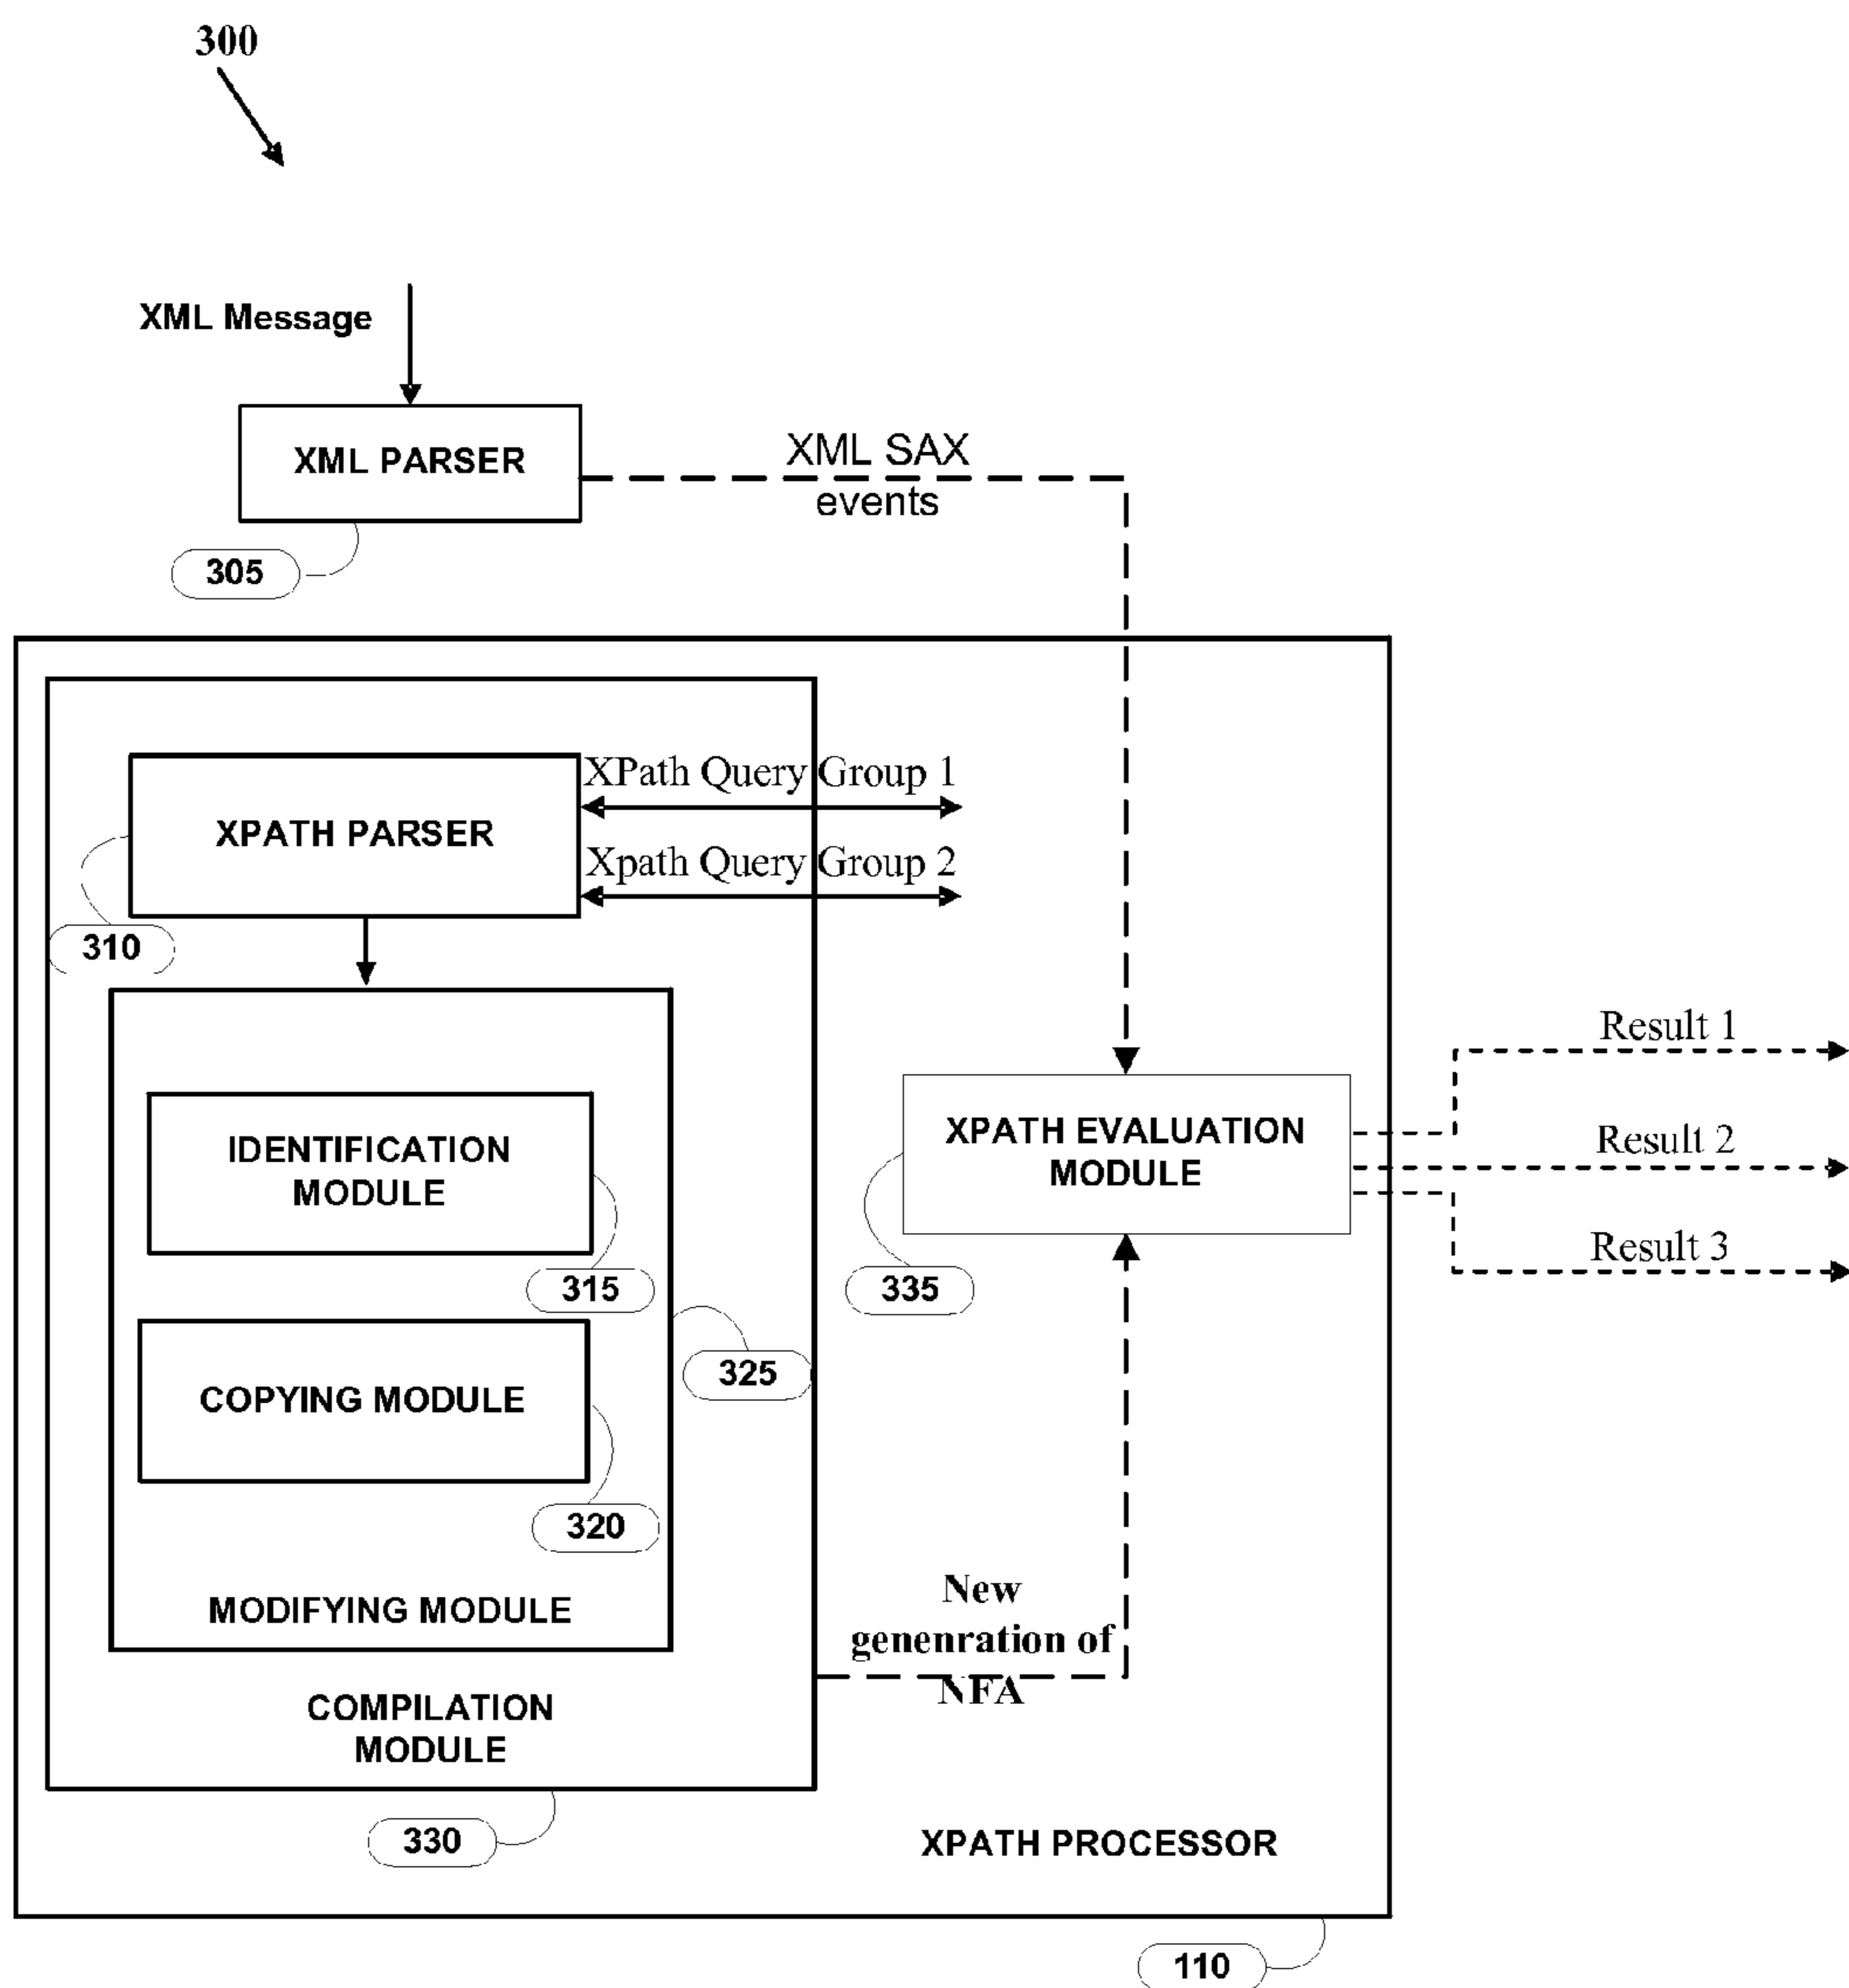 300
XML Message
XML PARSER
XML SAX
events
305
XPath Query Group 1
XPATH PARSER
Xpath Query Group 2
310
Result 1
IDENTIFICATION
MODULE
XPATH EVALUATION
MODULE
Result 2
Result 3
315
335
325
COPYING MODULE
320
New
genenration of
NFA
MODIFYING MODULE
COMPILATION
MODULE
330
XPATH PROCESSOR
110